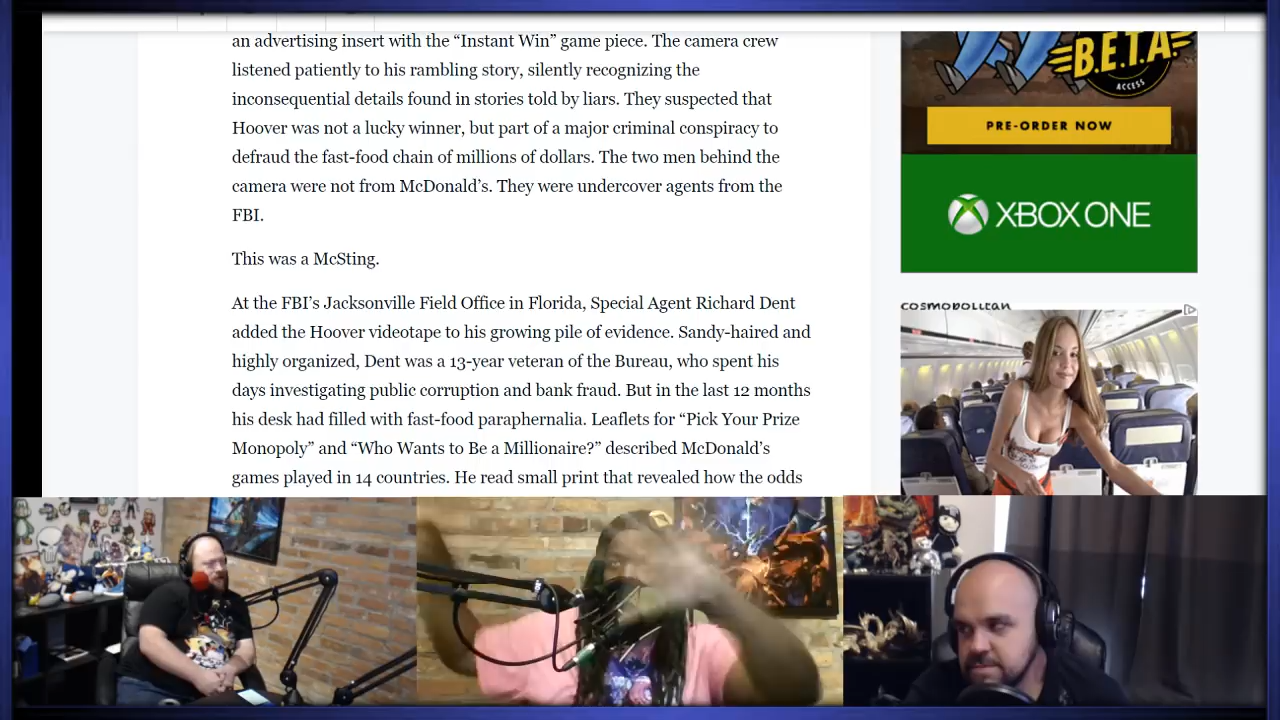 an advertising insert with the “Instant Win” game piece. The camera crew
listened patiently to his rambling story, silently recognizing the
inconsequential details found in stories told by liars. They suspected that
Hoover was not a lucky winner, but part of a major criminal conspiracy to
defraud the fast-food chain of millions of dollars. The two men behind the
camera were not from McDonald’s. They were undercover agents from the
FBI.
This was a McSting.
At the FBI’s Jacksonville Field Office in Florida, Special Agent Richard Dent
added the Hoover videotape to his growing pile of evidence. Sandy-haired and
highly organized, Dent was a 13-year veteran of the Bureau, who spent his
days investigating public corruption and bank fraud. But in the last 12 months
his desk had filled with fast-food paraphernalia. Leaflets for “Pick Your Prize
Monopoly” and “Who Wants to Be a Millionaire?” described McDonald’s
games played in 14 countries. He read small print that revealed how the odds
B.E.T.A.
ACCESS
PRE-ORDER NOW
XBOX ONE
cosmopolitan